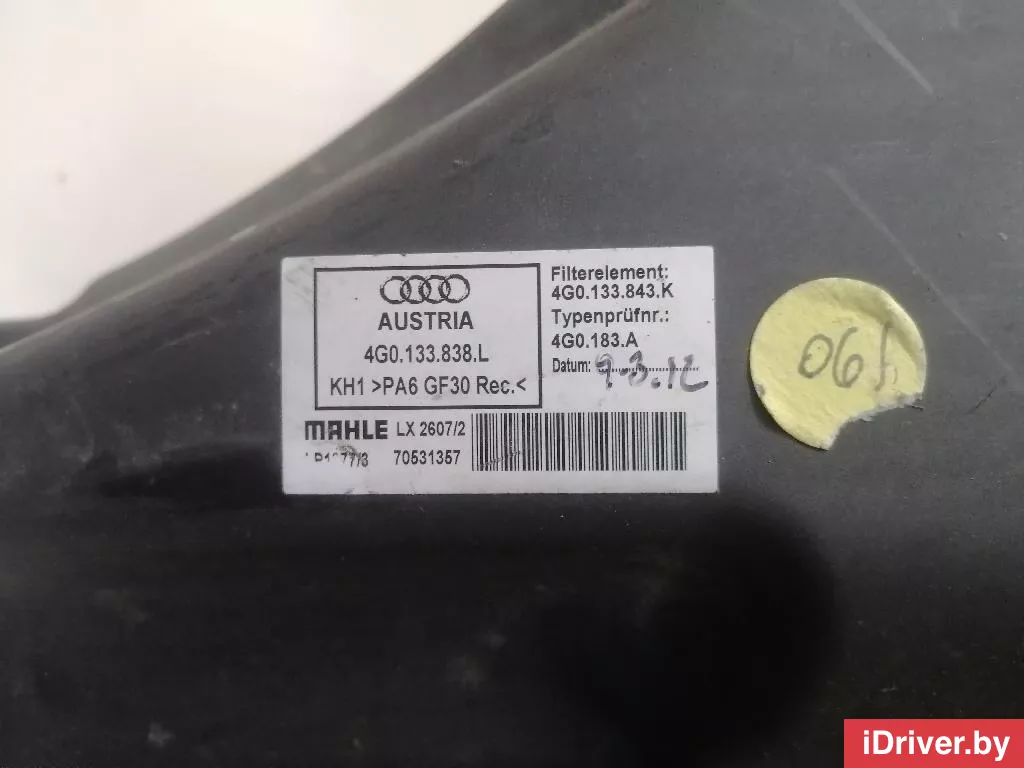 AUSTRIA
4G0.133.838.L
KH1 >PA6 GF30 Rec.<
Filterelement:
4G0.133.843.K
Typenprüfnr.:
4G0.183.A
Datum: 9-3.12
MAHLE LX 2607/2
70531357
iDriver.by